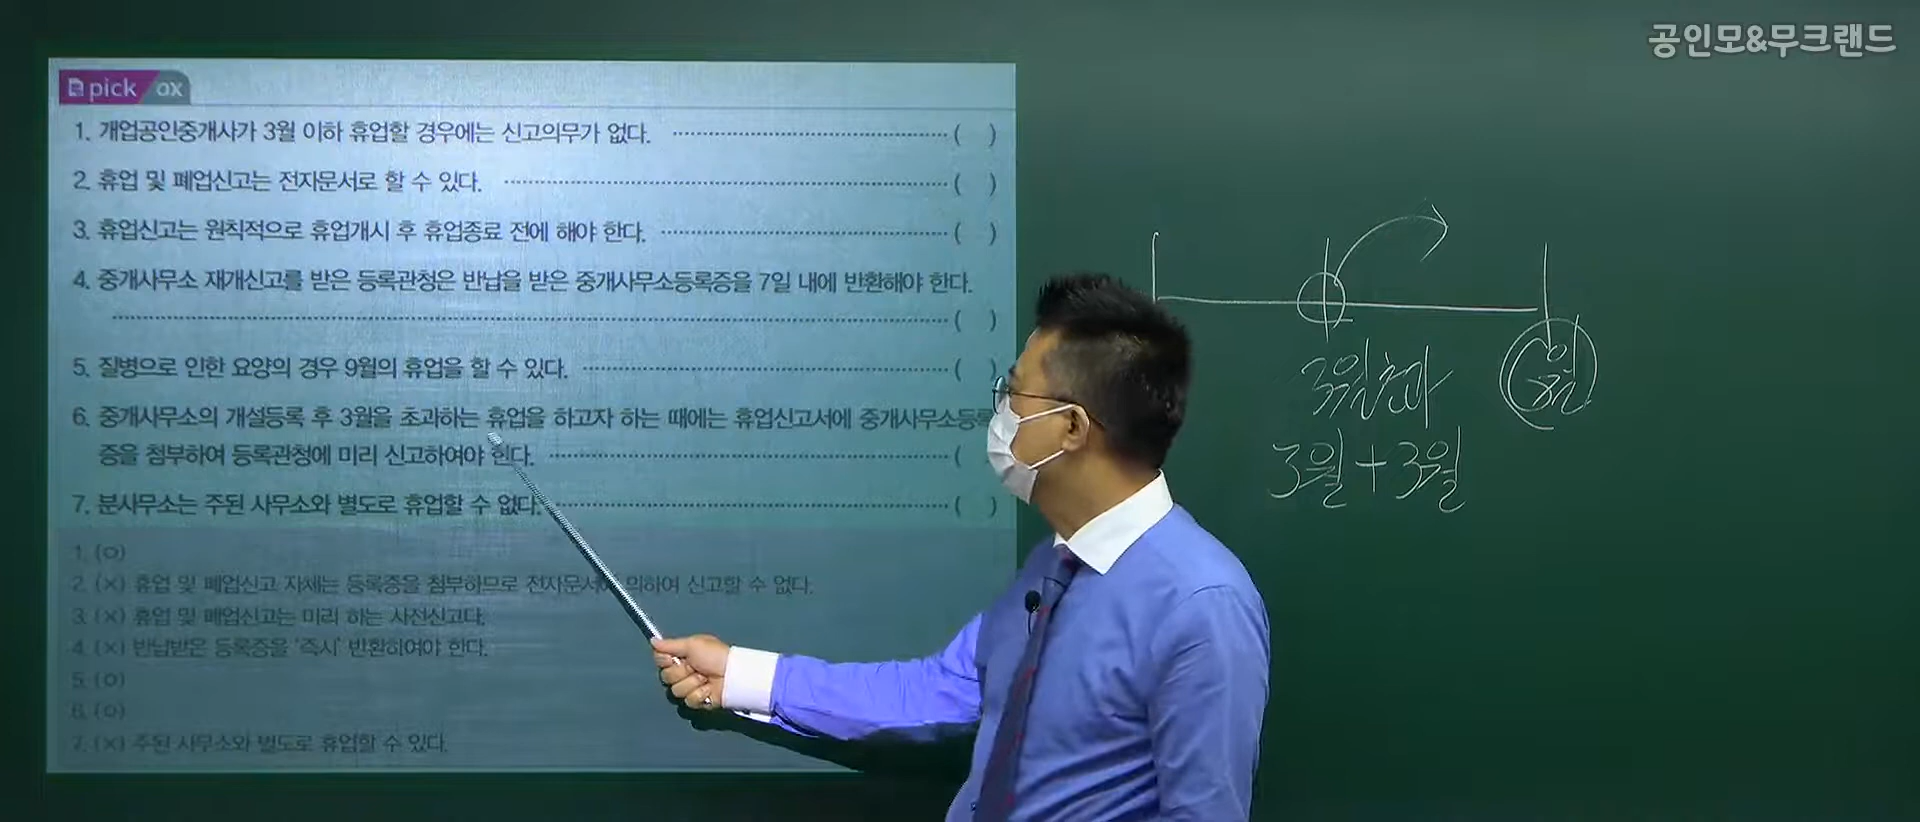 공인모&무크랜드
pick ox
1. 개업공인중개사가 3월 이하 휴업할 경우에는 신고의무가 없다. ( )
2. 휴업 및 폐업신고는 전자문서로 할 수 있다. ( )
3. 휴업신고는 원칙적으로 휴업개시 후 휴업종료 전에 해야 한다. ( )
4. 중개사무소 재개신고를 받은 등록관청은 반납을 받은 중개사무소등록증을 7일 내에 반환해야 한다.
( )
5. 질병으로 인한 요양의 경우 9월의 휴업을 할 수 있다. ( )
6. 중개사무소의 개설등록 후 3월을 초과하는 휴업을 하고자 하는 때에는 휴업신고서에 중개사무소등록
증을 첨부하여 등록관청에 미리 신고하여야 한다. (
7. 분사무소는 주된 사무소와 별도로 휴업할 수 없다. ( )
1. (O)
2. (×) 휴업 및 폐업신고 자체는 등록증을 첨부하므로 전자문서에 의하여 신고할 수 없다.
3. (×) 휴업 및 폐업신고는 미리 하는 사전신고다.
4. (×) 반납받은 등록증을 '즉시' 반환하여야 한다.
5. (O)
6. (O)
7. (×) 주된 사무소와 별도로 휴업할 수 있다.
3월초과
3월+3월